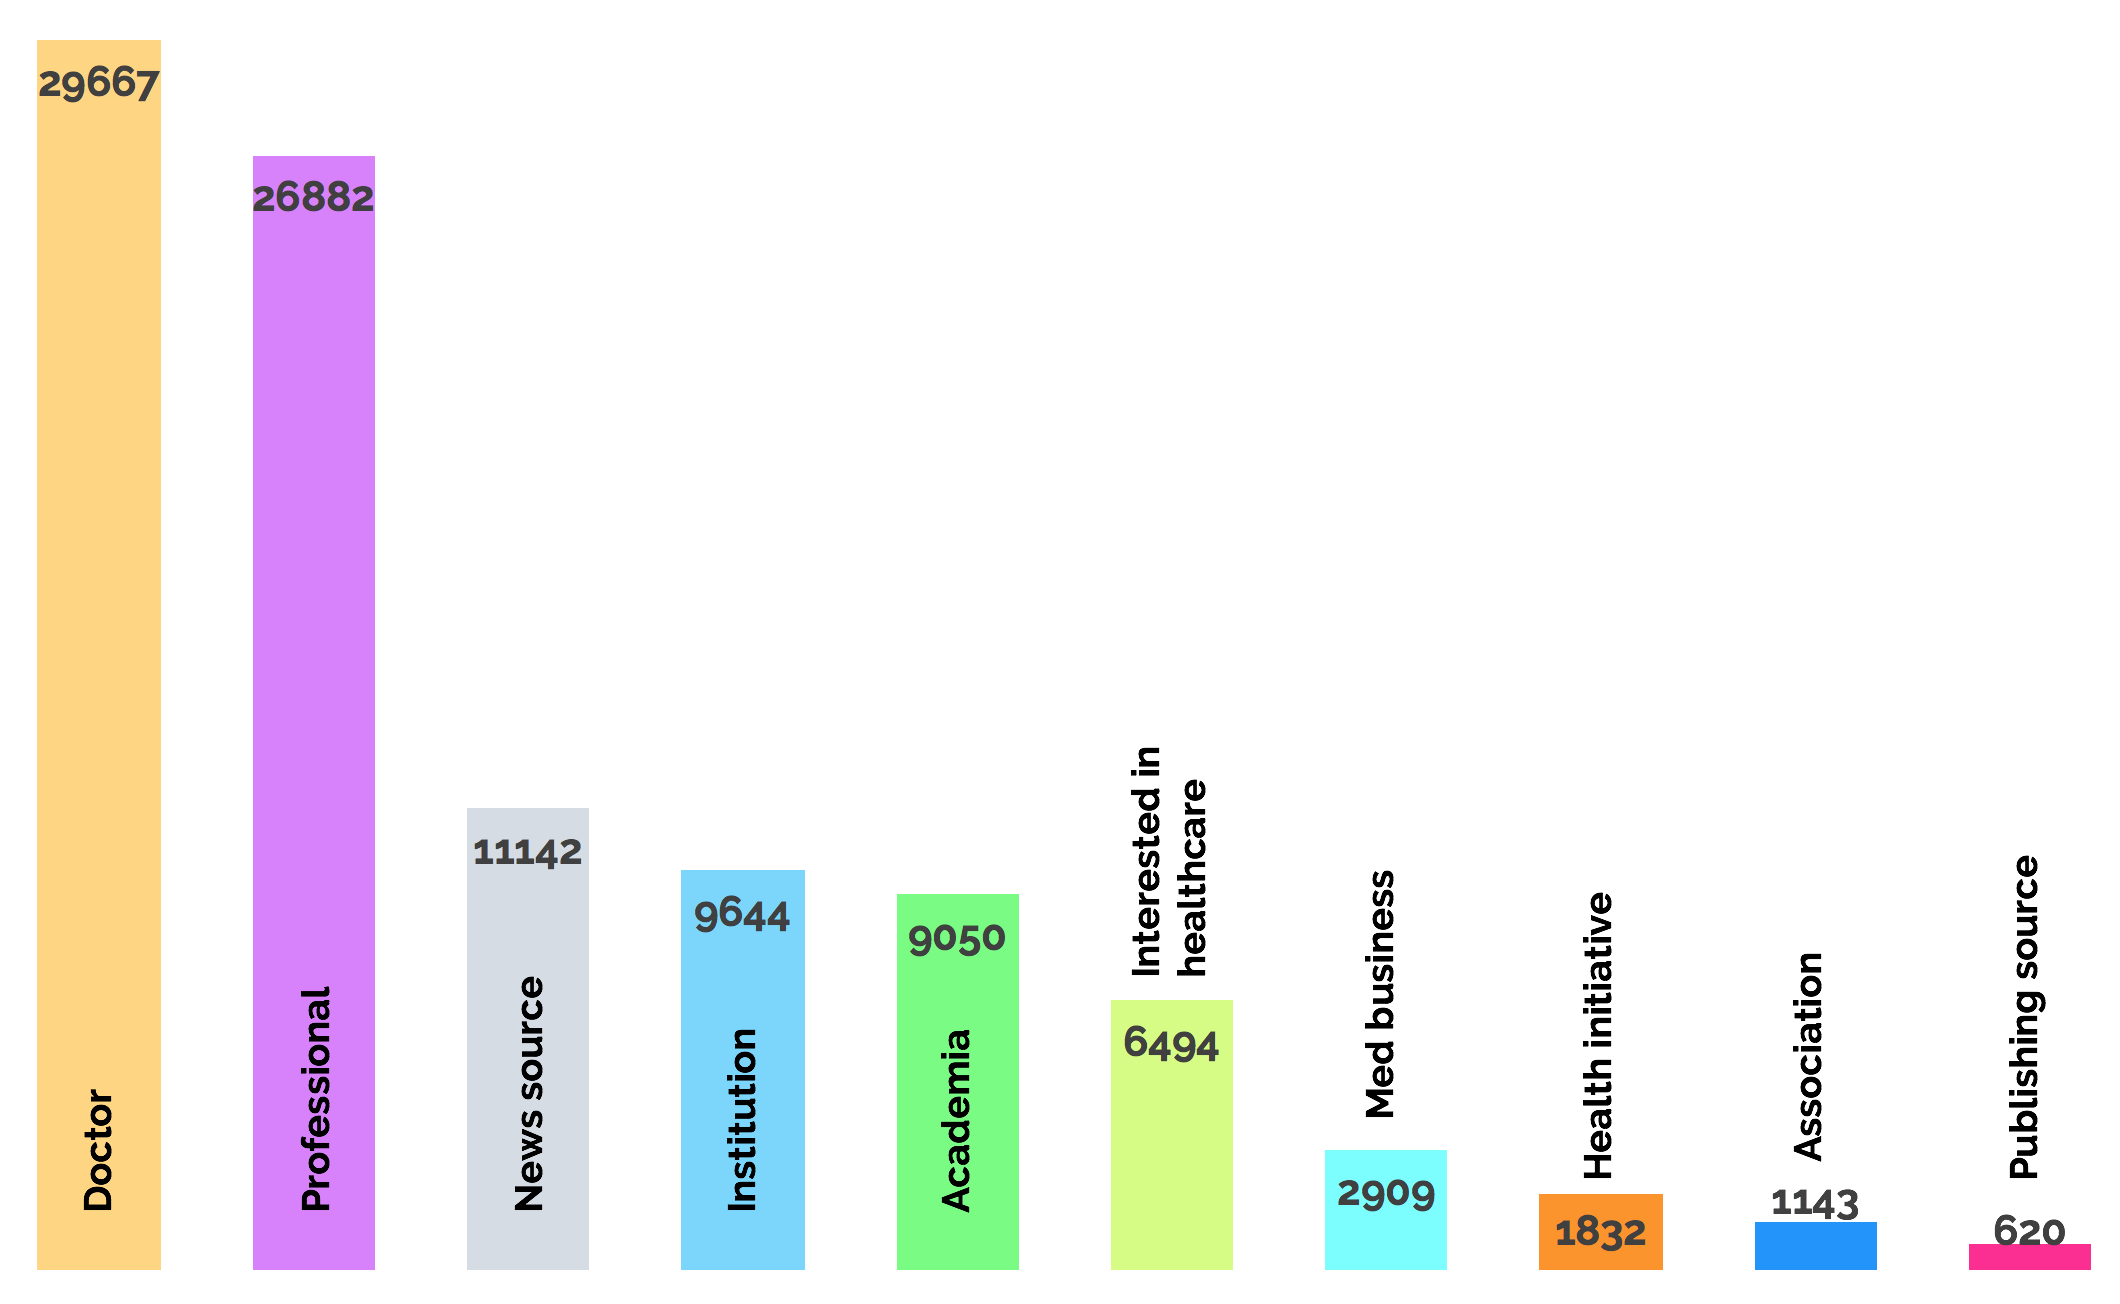 29667
Doctor
26882
Professional
11142
News source
9644
Institution
9050
Academia
Interested in
healthcare
6494
Med business
2909
Health initiative
1832
Association
1143
Publishing source
620